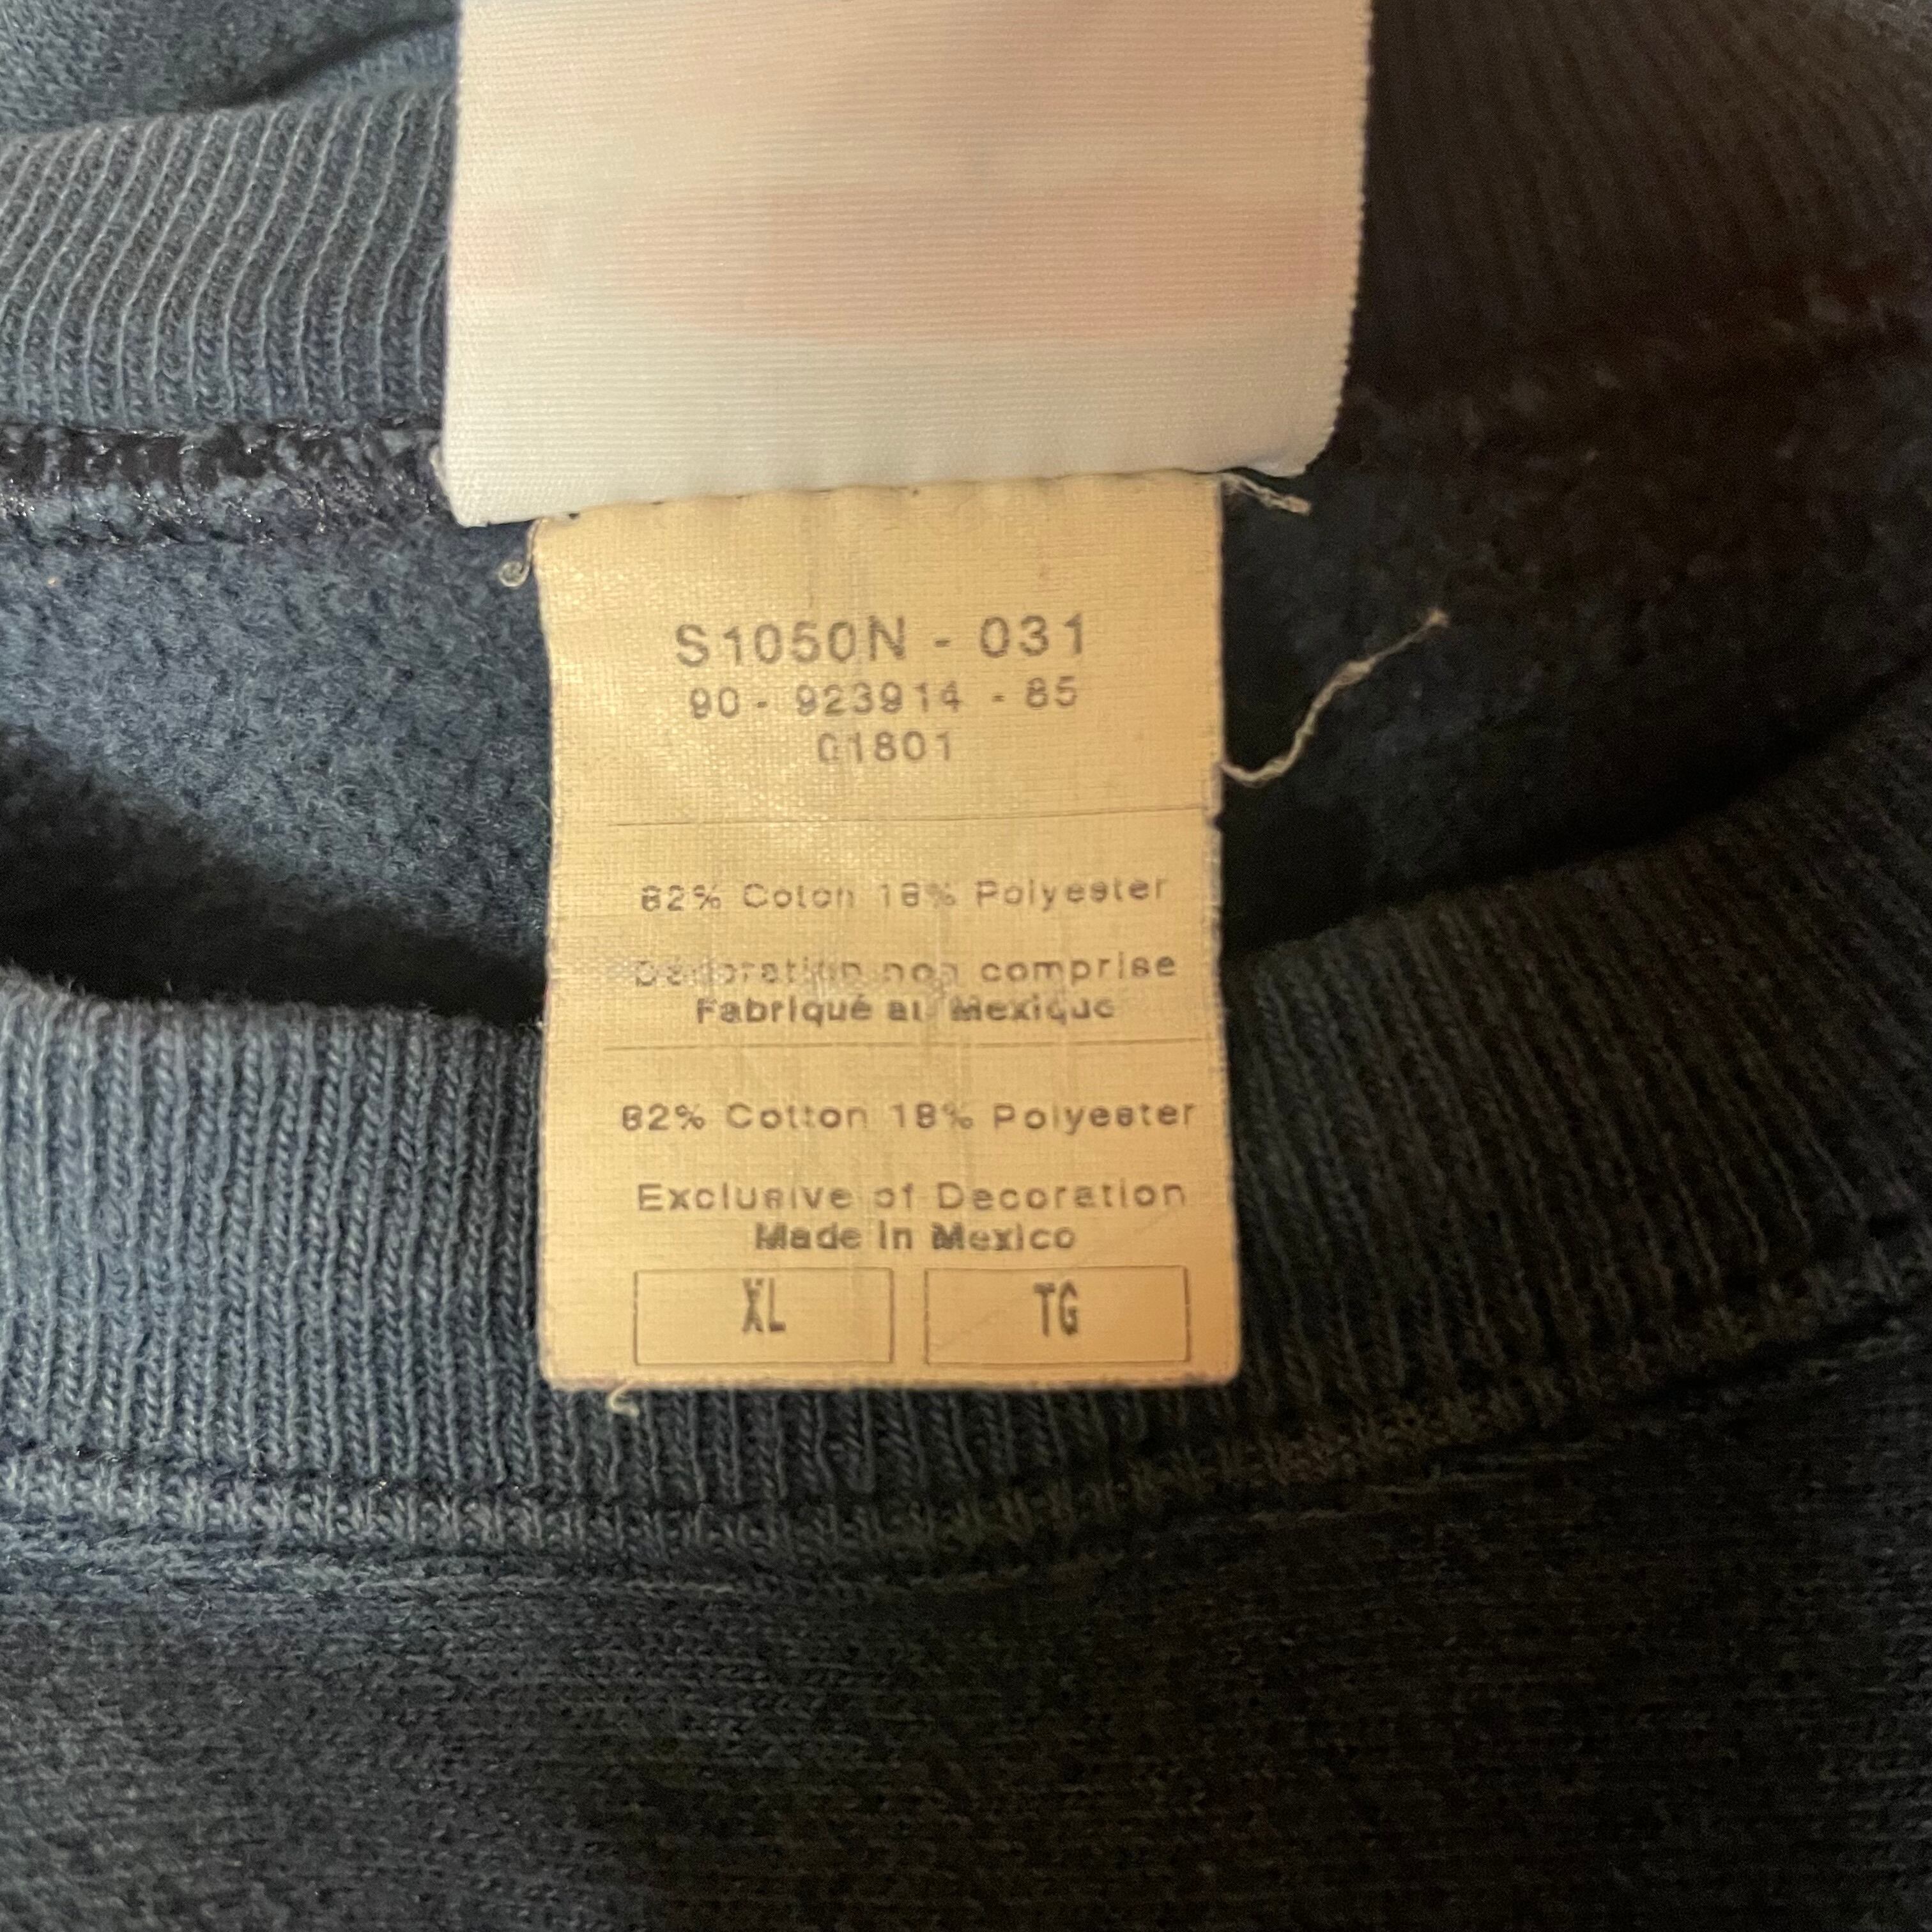 S1050N - 031
90 - 923914 - 85
01801
82% Coton 18% Polyester
Décoration non comprise
Fabriqué au Mexique
82% Cotton 18% Polyester
Exclusive of Decoration
Made In Mexico
XL TG